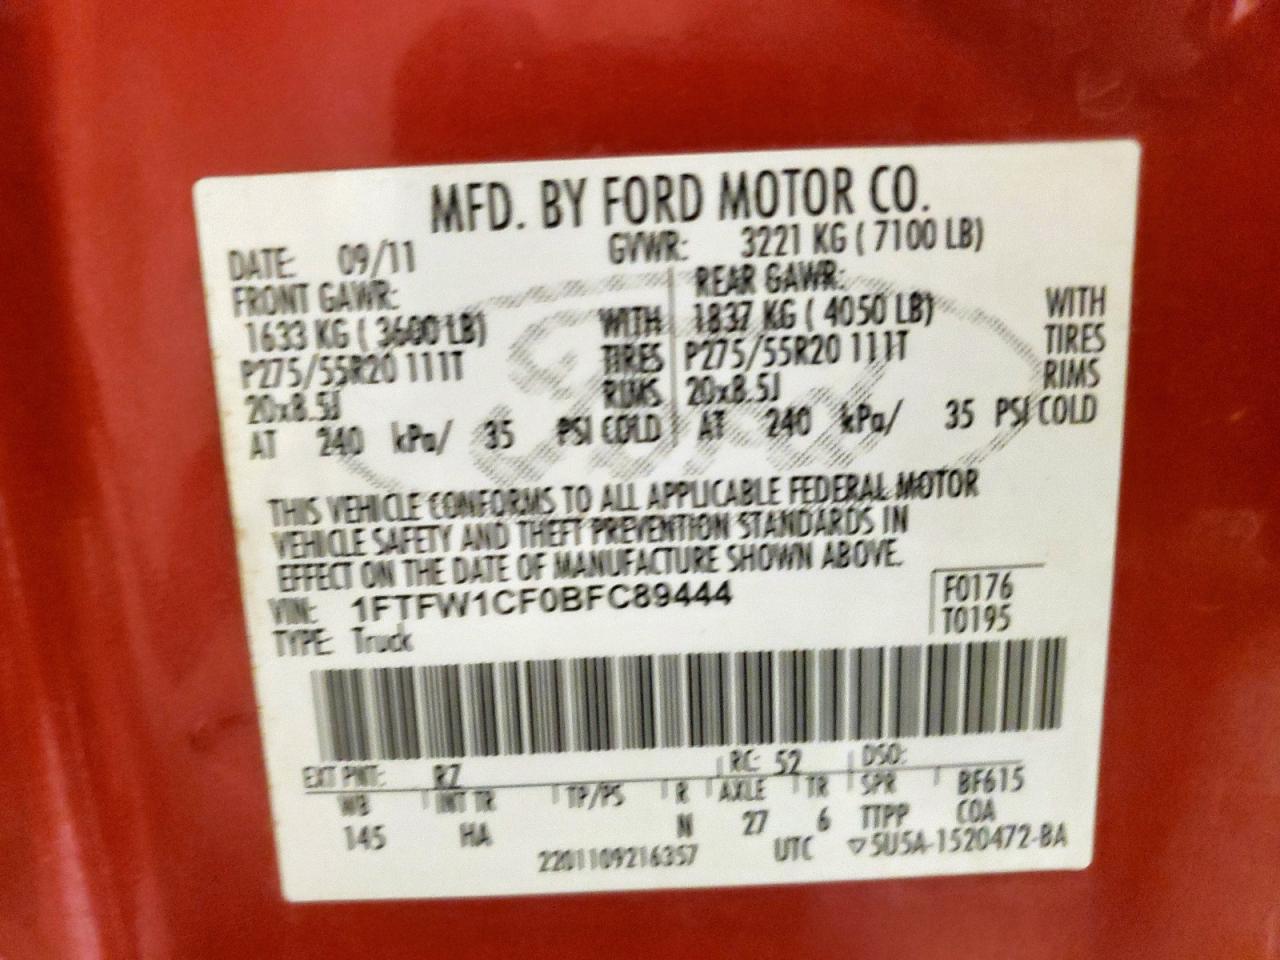 MFD. BY FORD MOTOR CO.
DATE: 09/11 GVWR: 3221 KG ( 7100 LB)
FRONT GAWR: REAR GAWR:
1633 KG ( 3600 LB) WITH 1837 KG ( 4050 LB) WITH
P275/55R20 111T TIRES P275/55R20 111T TIRES
20x8.5J RIMS 20x8.5J RIMS
AT 240 kPa/ 35 PSI COLD AT 240 kPa/ 35 PSI COLD
THIS VEHICLE CONFORMS TO ALL APPLICABLE FEDERAL MOTOR
VEHICLE SAFETY AND THEFT PREVENTION STANDARDS IN
EFFECT ON THE DATE OF MANUFACTURE SHOWN ABOVE.
VIN: 1FTFW1CF0BFC89444 F0176
TYPE: Truck T0195
EXT PNT: RZ RC: 52 DSO:
WB INT TR TP/PS R AXLE TR SPR BF615
145 HA N 27 6 TTPP COA
2201109216357 UTC ▽5U5A-1520472-BA
Ford